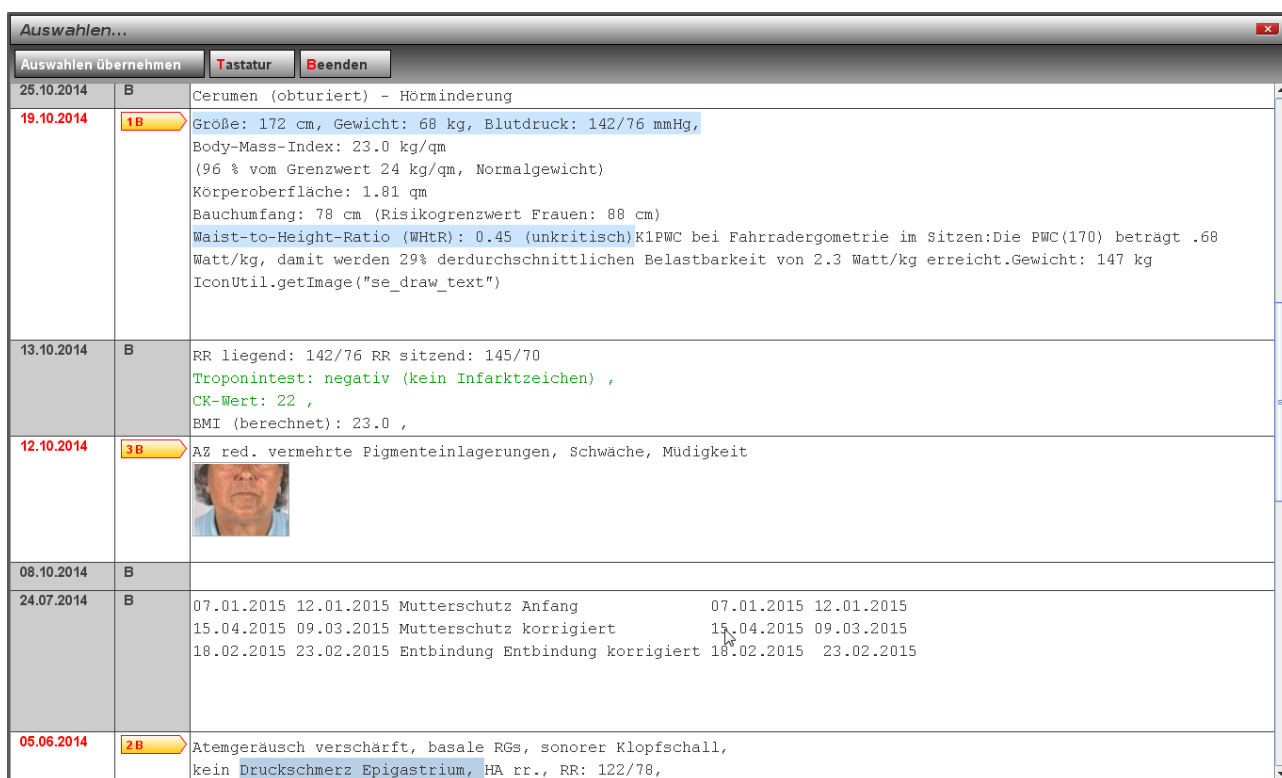 Auswahlen...
Auswahlen übernehmen Tastatur Beenden
25.10.2014 B Cerumen (obturiert) - Hörminderung
19.10.2014 1B Größe: 172 cm, Gewicht: 68 kg, Blutdruck: 142/76 mmHg,
Body-Mass-Index: 23.0 kg/qm
(96 % vom Grenzwert 24 kg/qm, Normalgewicht)
Körperoberfläche: 1.81 qm
Bauchumfang: 78 cm (Risikogrenzwert Frauen: 88 cm)
Waist-to-Height-Ratio (WHtR): 0.45 (unkritisch)K1PWC bei Fahrradergometrie im Sitzen:Die PWC(170) beträgt .68
Watt/kg, damit werden 29% derdurchschnittlichen Belastbarkeit von 2.3 Watt/kg erreicht.Gewicht: 147 kg
IconUtil.getImage("se_draw_text")
13.10.2014 B RR liegend: 142/76 RR sitzend: 145/70
Troponintest: negativ (kein Infarktzeichen) ,
CK-Wert: 22 ,
BMI (berechnet): 23.0 ,
12.10.2014 3B AZ red. vermehrte Pigmenteinlagerungen, Schwäche, Müdigkeit
08.10.2014 B
24.07.2014 B 07.01.2015 12.01.2015 Mutterschutz Anfang 07.01.2015 12.01.2015
15.04.2015 09.03.2015 Mutterschutz korrigiert 15.04.2015 09.03.2015
18.02.2015 23.02.2015 Entbindung Entbindung korrigiert 18.02.2015 23.02.2015
05.06.2014 2B Atemgeräusch verschärft, basale RGs, sonorer Klopfschall,
kein Druckschmerz Epigastrium, HA rr., RR: 122/78,